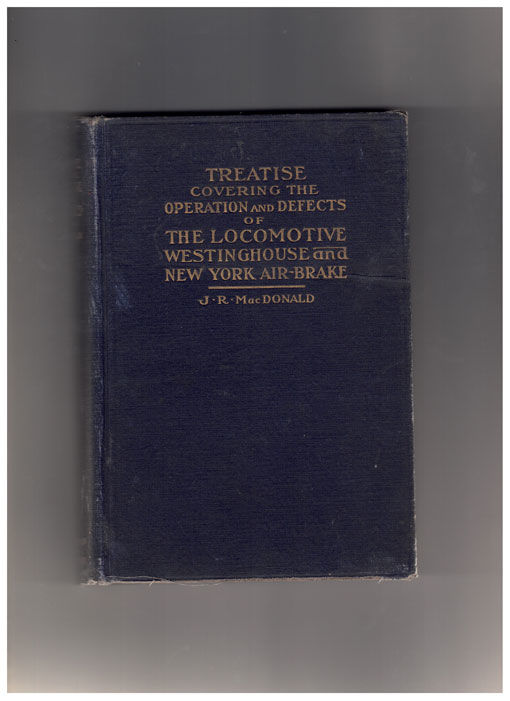 TREATISE
COVERING THE
OPERATION AND DEFECTS
OF
THE LOCOMOTIVE
WESTINGHOUSE and
NEW YORK AIR-BRAKE
J·R·MacDONALD